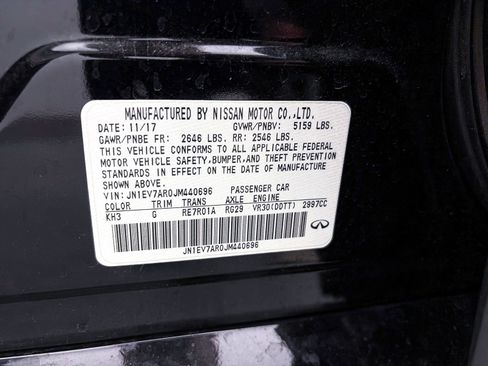 MANUFACTURED BY NISSAN MOTOR CO.,LTD.
DATE: 11/17 GVWR/PNBV: 5159 LBS.
GAWR/PNBE FR: 2646 LBS. RR: 2546 LBS.
THIS VEHICLE CONFORMS TO ALL APPLICABLE FEDERAL
MOTOR VEHICLE SAFETY,BUMPER,AND THEFT PREVENTION
STANDARDS IN EFFECT ON THE DATE OF MANUFACTURE
SHOWN ABOVE.
VIN: JN1EV7AR0JM440696 PASSENGER CAR
COLOR TRIM TRANS AXLE ENGINE
KH3 G RE7R01A RG29 VR30(DDTT) 2997CC
JN1EV7AR0JM440696
INFINITI